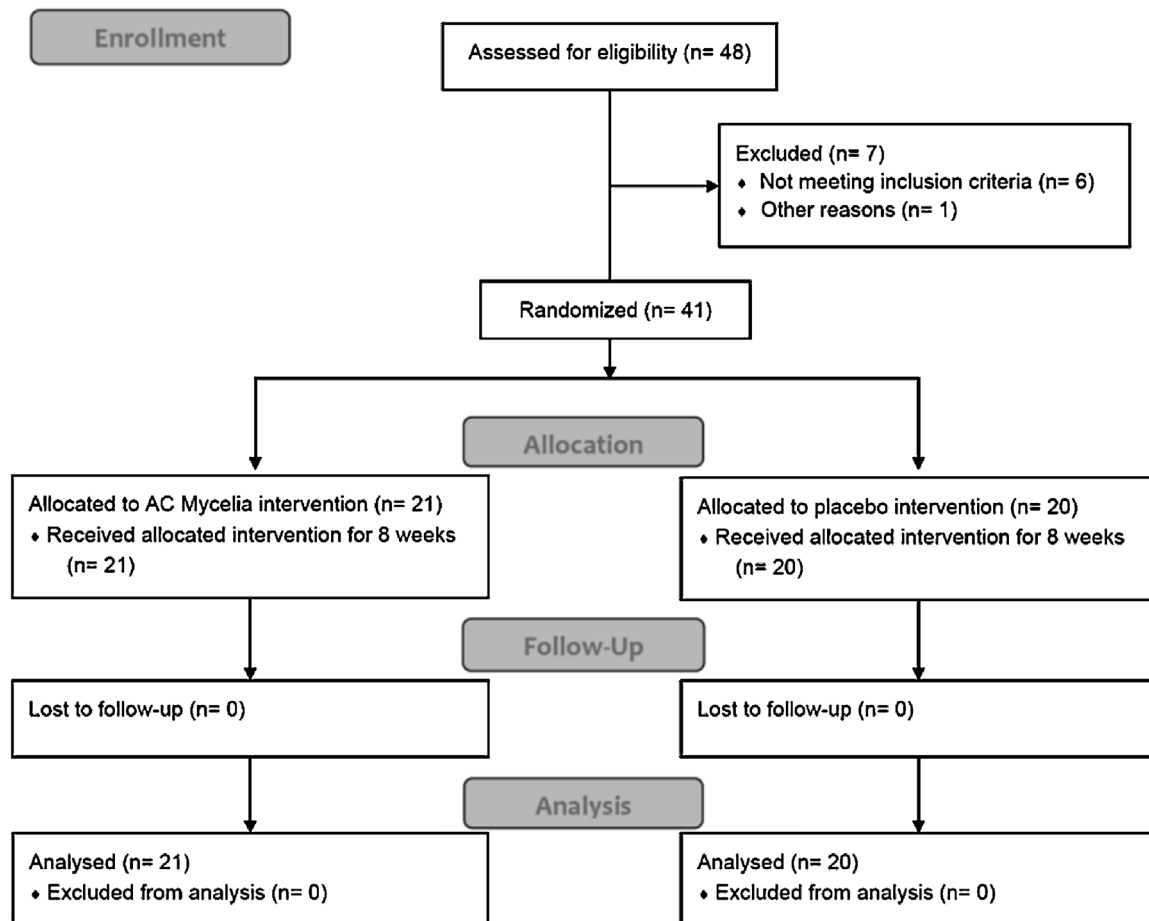 Enrollment
Assessed for eligibility (n= 48)
Excluded (n= 7)
♦ Not meeting inclusion criteria (n= 6)
♦ Other reasons (n= 1)
Randomized (n= 41)
Allocation
Allocated to AC Mycelia intervention (n= 21)
♦ Received allocated intervention for 8 weeks
(n= 21)
Allocated to placebo intervention (n= 20)
♦ Received allocated intervention for 8 weeks
(n= 20)
Follow-Up
Lost to follow-up (n= 0)
Lost to follow-up (n= 0)
Analysis
Analysed (n= 21)
♦ Excluded from analysis (n= 0)
Analysed (n= 20)
♦ Excluded from analysis (n= 0)